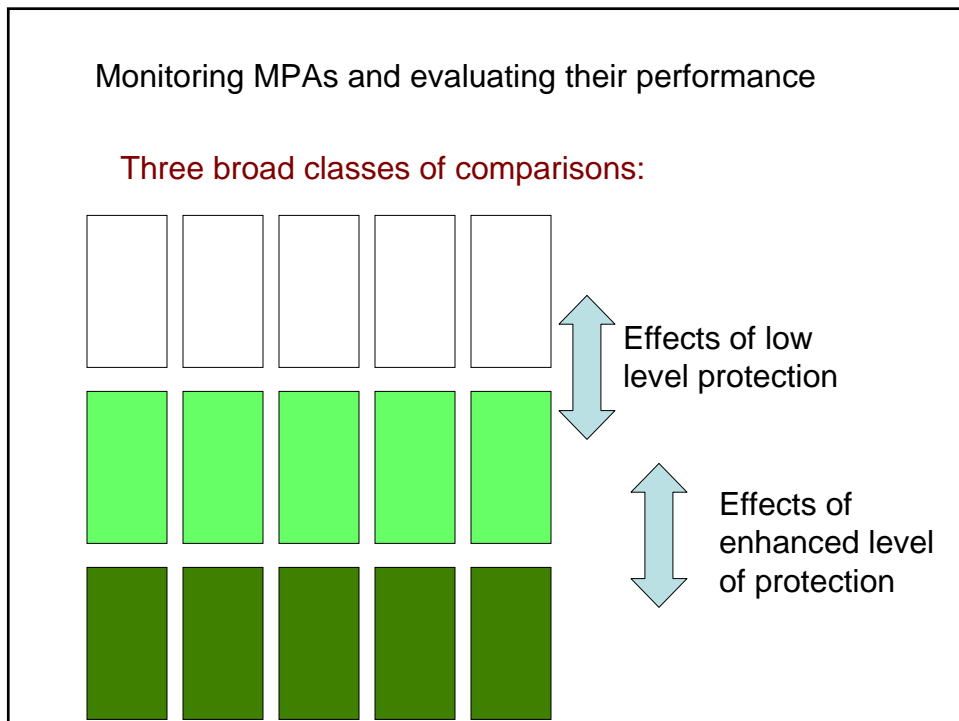 Monitoring MPAs and evaluating their performance
Three broad classes of comparisons:
Effects of low
level protection
Effects of
enhanced level
of protection